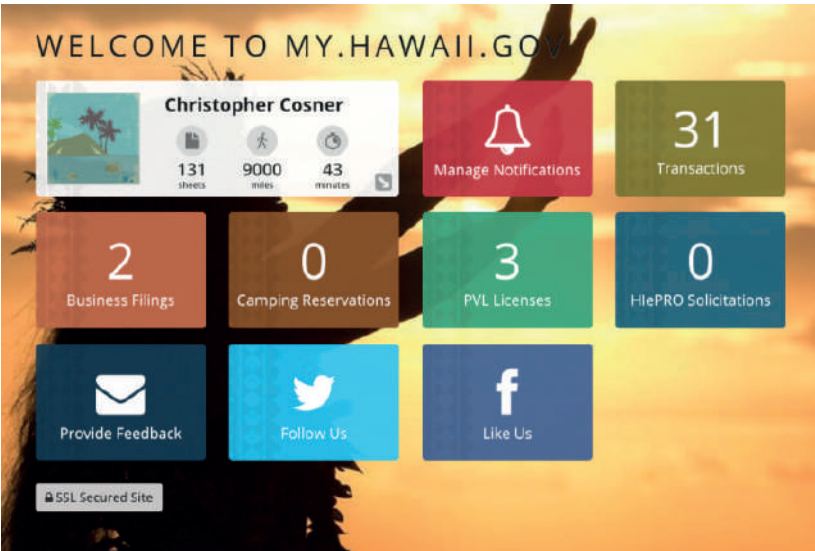 WELCOME TO MY.HAWAII.GOV
Christopher Cosner
131 9000 43
sheets miles minutes
Manage Notifications
31
Transactions
2
Business Filings
0
Camping Reservations
3
PVL Licenses
0
HIePRO Solicitations
Provide Feedback
Follow Us
f
Like Us
SSL Secured Site